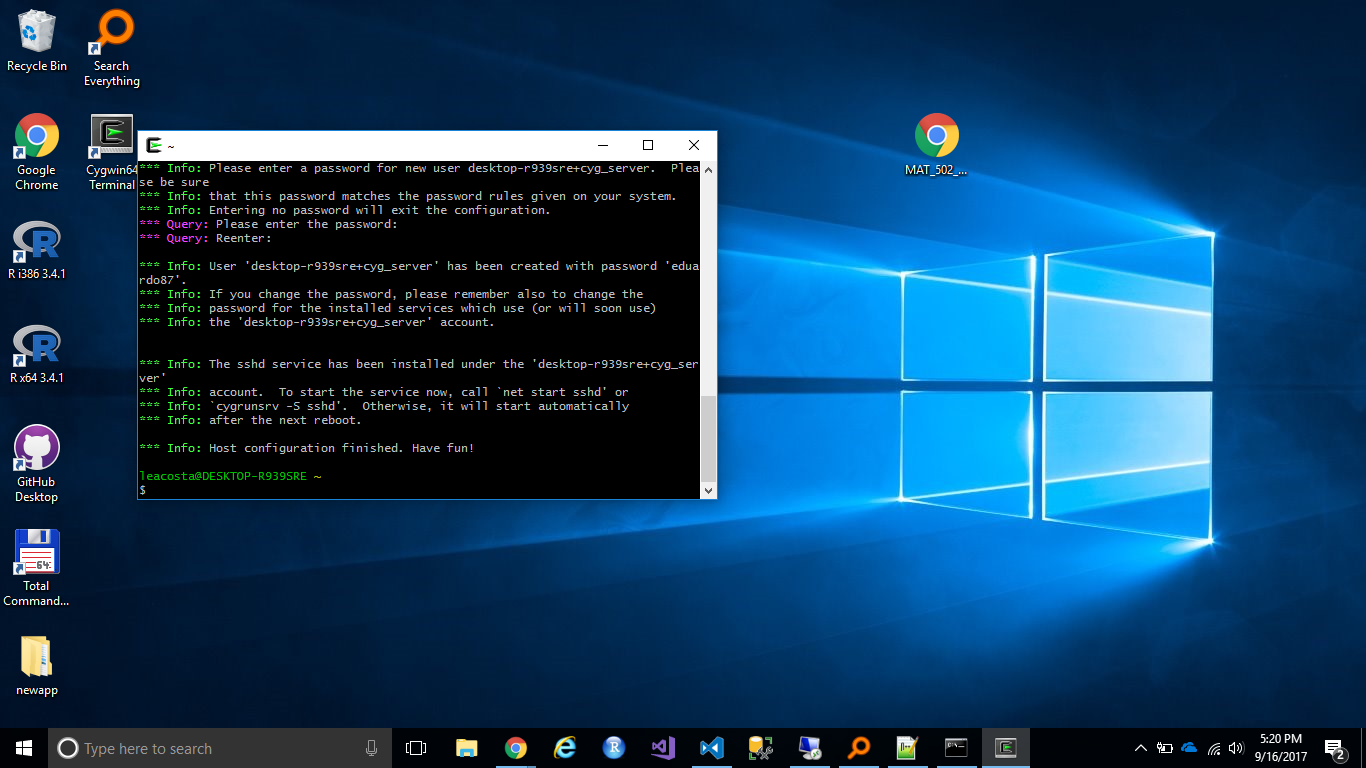 Recycle Bin
Search
Everything
Google
Chrome
Cygwin64
Terminal
R i386 3.4.1
R x64 3.4.1
GitHub
Desktop
Total
Command...
newapp
MAT_502_...
~
*** Info: Please enter a password for new user desktop-r939sre+cyg_server.  Plea
se be sure
*** Info: that this password matches the password rules given on your system.
*** Info: Entering no password will exit the configuration.
*** Query: Please enter the password:
*** Query: Reenter:
*** Info: User 'desktop-r939sre+cyg_server' has been created with password 'edua
rdo87'.
*** Info: If you change the password, please remember also to change the
*** Info: password for the installed services which use (or will soon use)
*** Info: the 'desktop-r939sre+cyg_server' account.
*** Info: The sshd service has been installed under the 'desktop-r939sre+cyg_ser
ver'
*** Info: account.  To start the service now, call `net start sshd' or
*** Info: `cygrunsrv -S sshd'.  Otherwise, it will start automatically
*** Info: after the next reboot.
*** Info: Host configuration finished. Have fun!
leacosta@DESKTOP-R939SRE ~
$
Type here to search
5:20 PM
9/16/2017
2